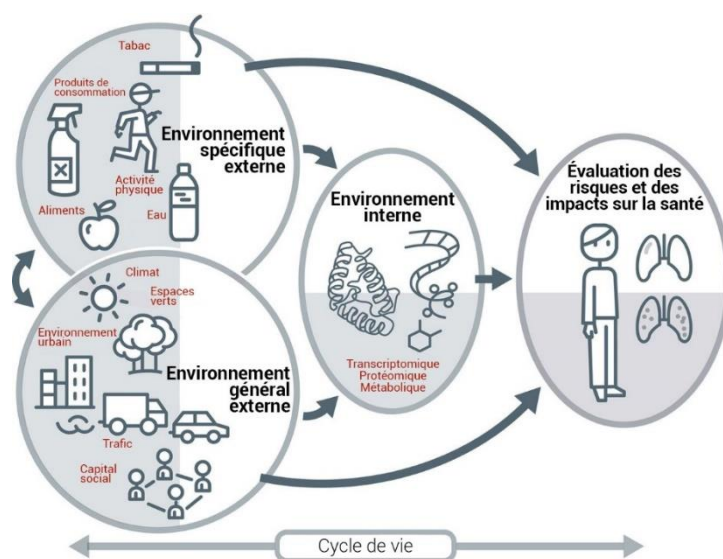 Tabac
Produits de
consommation
Environnement
spécifique
externe
Activité
physique
Aliments
Eau
Climat
Espaces
verts
Environnement
urbain
Environnement
général
externe
Trafic
Capital
social
Environnement
interne
Transcriptomique
Protéomique
Métabolique
Évaluation des
risques et des
impacts sur la santé
Cycle de vie